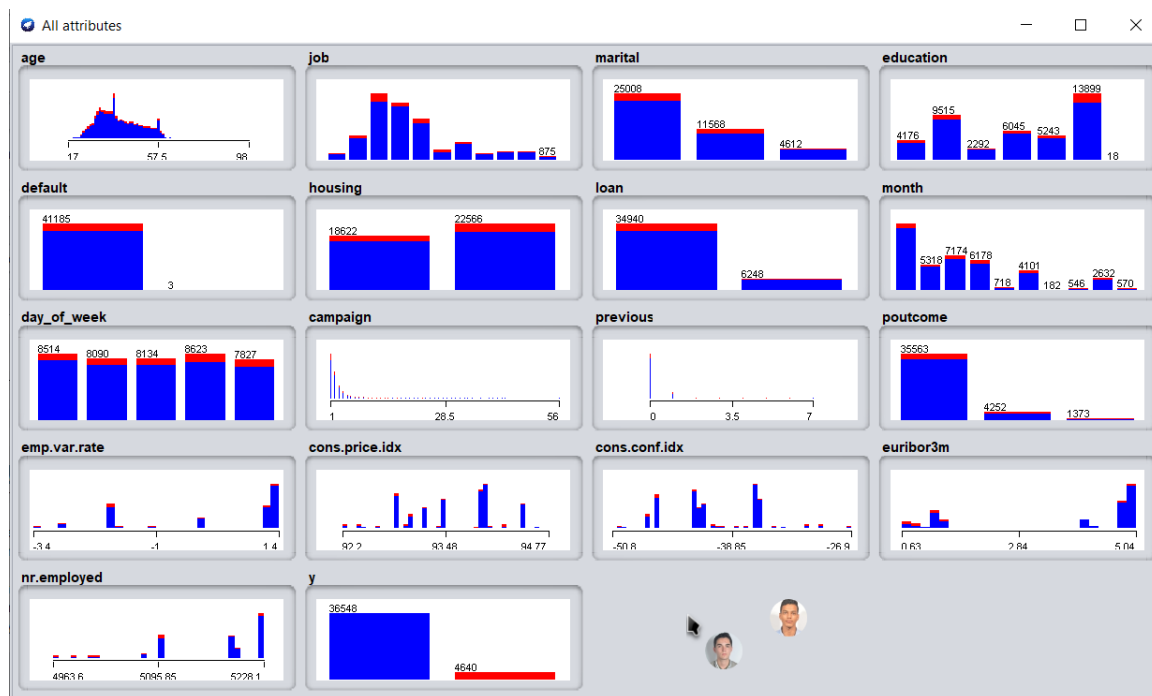 All attributes
age job marital education
17 57.5 98
875
25008 11568 4612
4176 9515 2292 6045 5243 13899 18
default housing loan month
41185 3
18622 22566
34940 6248
5318 7174 6178 718 4101 182 546 2632 570
day_of_week campaign previous poutcome
8514 8090 8134 8623 7827
1 28.5 56
0 3.5 7
35563 4252 1373
emp.var.rate cons.price.idx cons.conf.idx euribor3m
-3.4 -1 1.4
92.2 93.48 94.77
-50.8 -38.85 -26.9
0.63 2.84 5.04
nr.employed y
4963.6 5095.85 5228.1
36548 4640